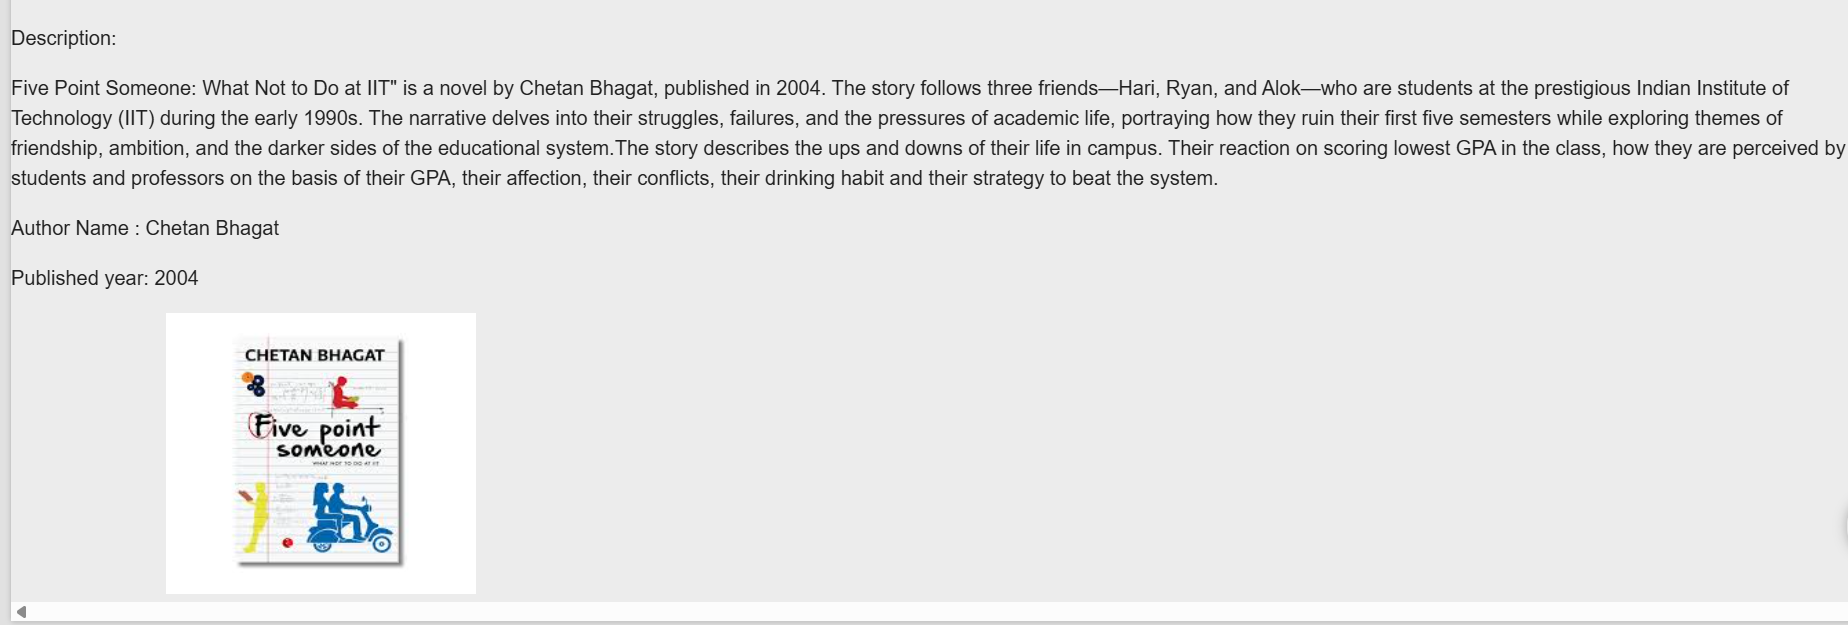 Description:
Five Point Someone: What Not to Do at IIT" is a novel by Chetan Bhagat, published in 2004. The story follows three friends—Hari, Ryan, and Alok—who are students at the prestigious Indian Institute of
Technology (IIT) during the early 1990s. The narrative delves into their struggles, failures, and the pressures of academic life, portraying how they ruin their first five semesters while exploring themes of
friendship, ambition, and the darker sides of the educational system.The story describes the ups and downs of their life in campus. Their reaction on scoring lowest GPA in the class, how they are perceived by
students and professors on the basis of their GPA, their affection, their conflicts, their drinking habit and their strategy to beat the system.
Author Name : Chetan Bhagat
Published year: 2004
CHETAN BHAGAT
Five point
someone
WHAT NOT TO DO AT IIT